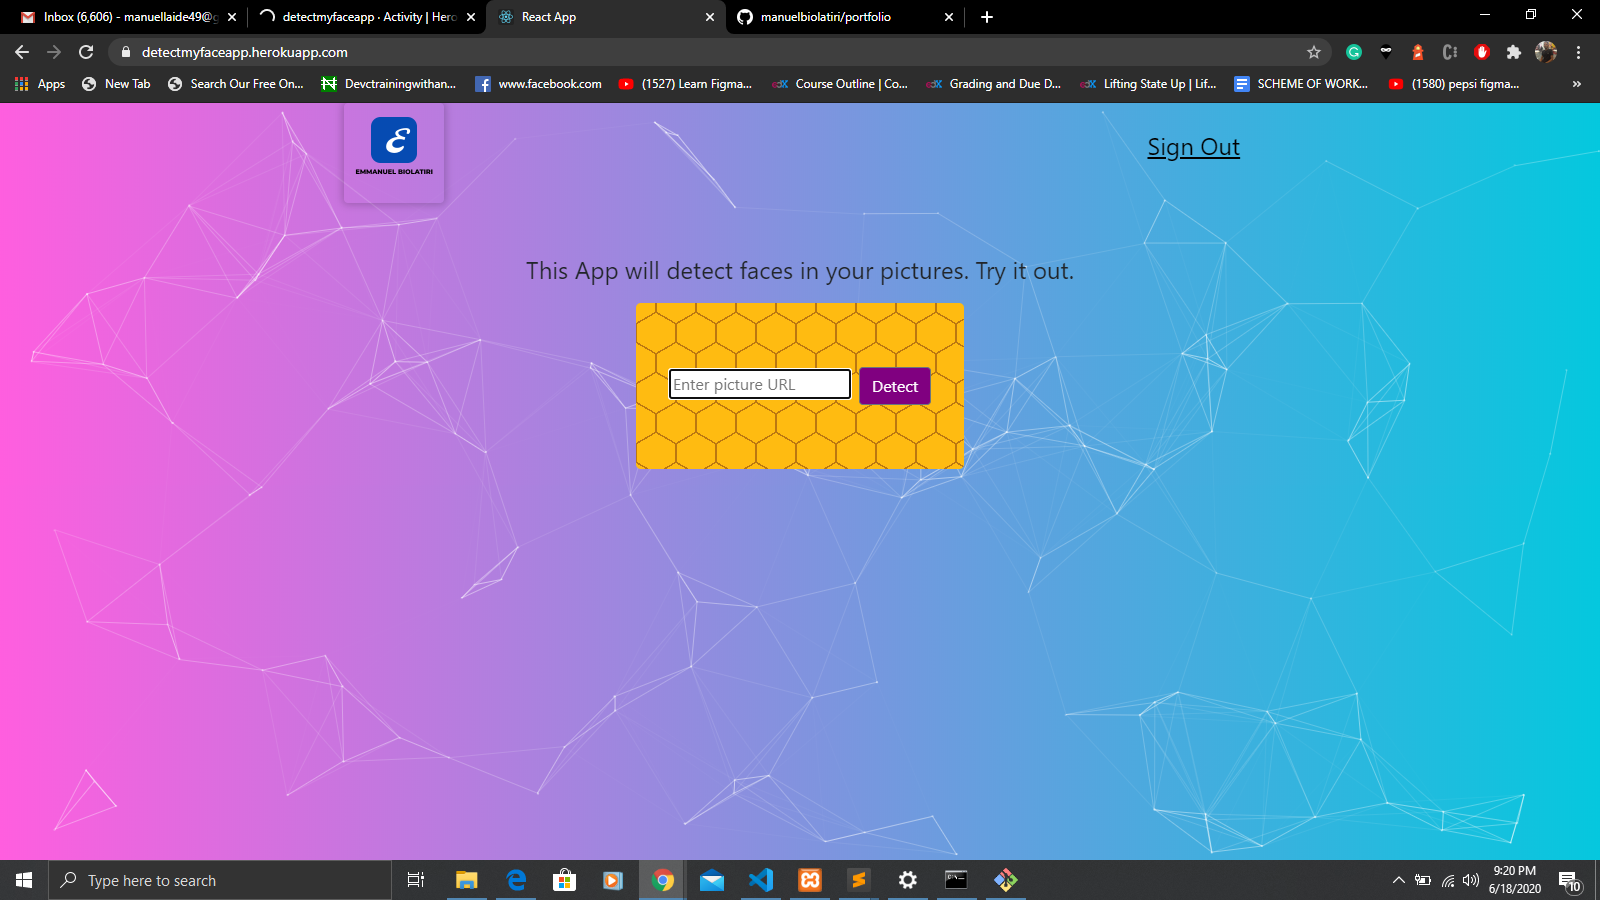 Inbox (6,606) - manuellaide49@g
detectmyfaceapp · Activity | Hero
React App
manuelbiolatiri/portfolio
detectmyfaceapp.herokuapp.com
Apps
New Tab
Search Our Free On...
Devctrainingwithan...
www.facebook.com
(1527) Learn Figma...
Course Outline | Co...
Grading and Due D...
Lifting State Up | Lif...
SCHEME OF WORK...
(1580) pepsi figma...
»
EMMANUEL BIOLATIRI
Sign Out
This App will detect faces in your pictures. Try it out.
Enter picture URL
Detect
Type here to search
9:20 PM
6/18/2020
10